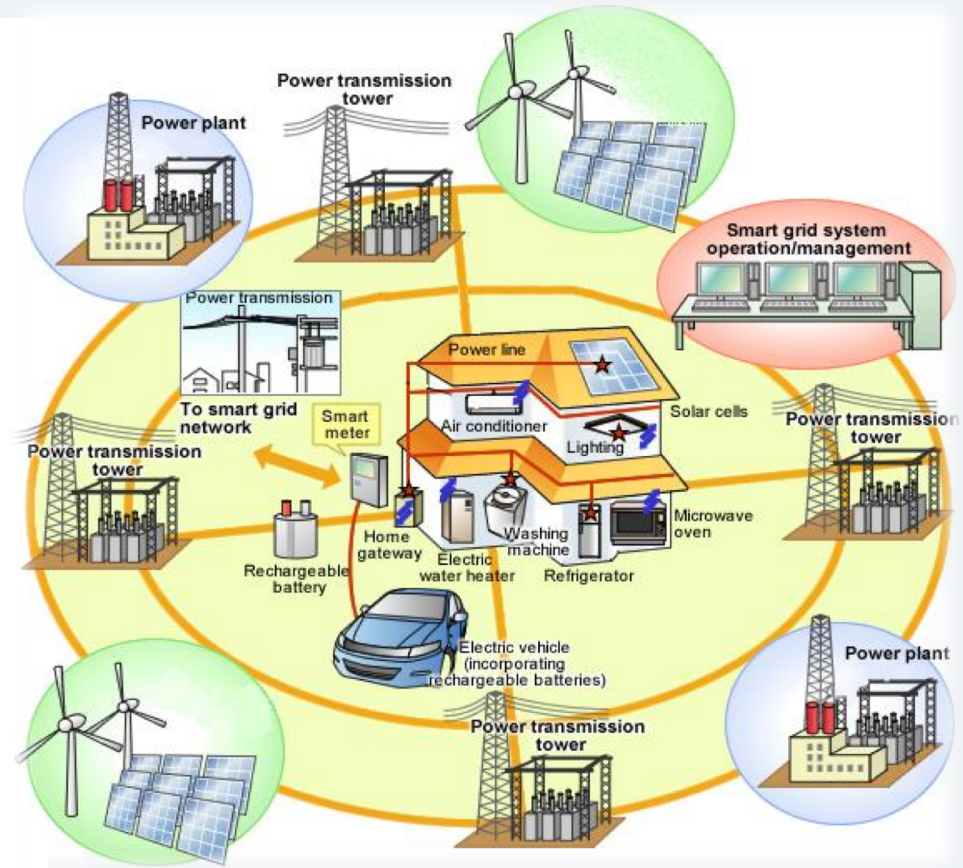 Power transmission
tower
Power plant
Smart grid system
operation/management
Power transmission
Power line
To smart grid
network
Smart
meter
Air conditioner
Solar cells
Lighting
Power transmission
tower
Power transmission
tower
Home
gateway
Washing
machine
Microwave
oven
Rechargeable
battery
Electric
water heater
Refrigerator
Electric vehicle
(incorporating
rechargeable batteries)
Power plant
Power transmission
tower